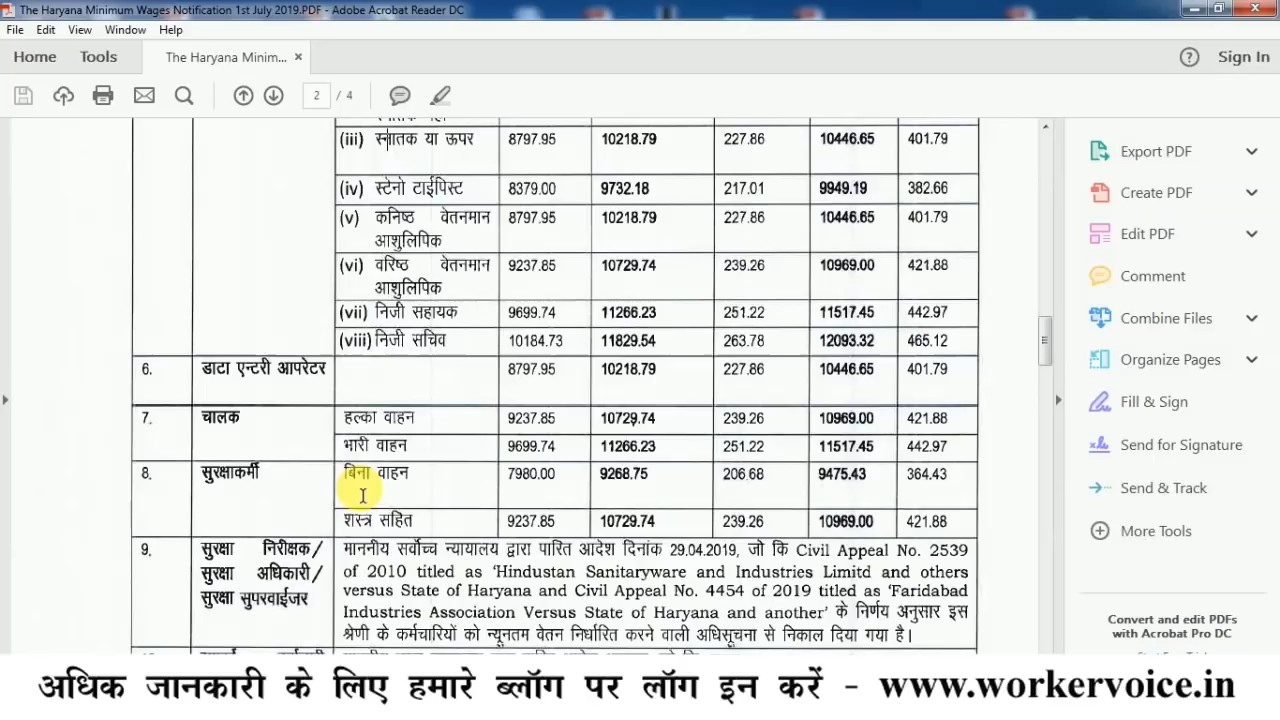 The Haryana Minimum Wages Notification 1st July 2019.PDF - Adobe Acrobat Reader DC
File Edit View Window Help
Home Tools The Haryana Minim... × Sign In
2 / 4
(iii) स्नातक या ऊपर 8797.95 10218.79 227.86 10446.65 401.79
(iv) स्टेनो टाईपिस्ट 8379.00 9732.18 217.01 9949.19 382.66
(v) कनिष्ठ वेतनमान 8797.95 10218.79 227.86 10446.65 401.79
आशुलिपिक
(vi) वरिष्ठ वेतनमान 9237.85 10729.74 239.26 10969.00 421.88
आशुलिपिक
(vii) निजी सहायक 9699.74 11266.23 251.22 11517.45 442.97
(viii) निजी सचिव 10184.73 11829.54 263.78 12093.32 465.12
6. डाटा एन्टरी आपरेटर 8797.95 10218.79 227.86 10446.65 401.79
7. चालक हल्का वाहन 9237.85 10729.74 239.26 10969.00 421.88
भारी वाहन 9699.74 11266.23 251.22 11517.45 442.97
8. सुरक्षाकर्मी बिना वाहन 7980.00 9268.75 206.68 9475.43 364.43
शस्त्र सहित 9237.85 10729.74 239.26 10969.00 421.88
9. सुरक्षा निरीक्षक/ माननीय सर्वोच्च न्यायालय द्वारा पारित आदेश दिनांक 29.04.2019, जो कि Civil Appeal No. 2539
सुरक्षा अधिकारी/ of 2010 titled as 'Hindustan Sanitaryware and Industries Limitd and others
सुरक्षा सुपरवाईजर versus State of Haryana and Civil Appeal No. 4454 of 2019 titled as 'Faridabad
Industries Association Versus State of Haryana and another' के निर्णय अनुसार इस
श्रेणी के कर्मचारियों को न्यूनतम वेतन निर्धारित करने वाली अधिसूचना से निकाल दिया गया है।
Export PDF
Create PDF
Edit PDF
Comment
Combine Files
Organize Pages
Fill & Sign
Send for Signature
Send & Track
More Tools
Convert and edit PDFs
with Acrobat Pro DC
अधिक जानकारी के लिए हमारे ब्लॉग पर लॉग इन करें - www.workervoice.in